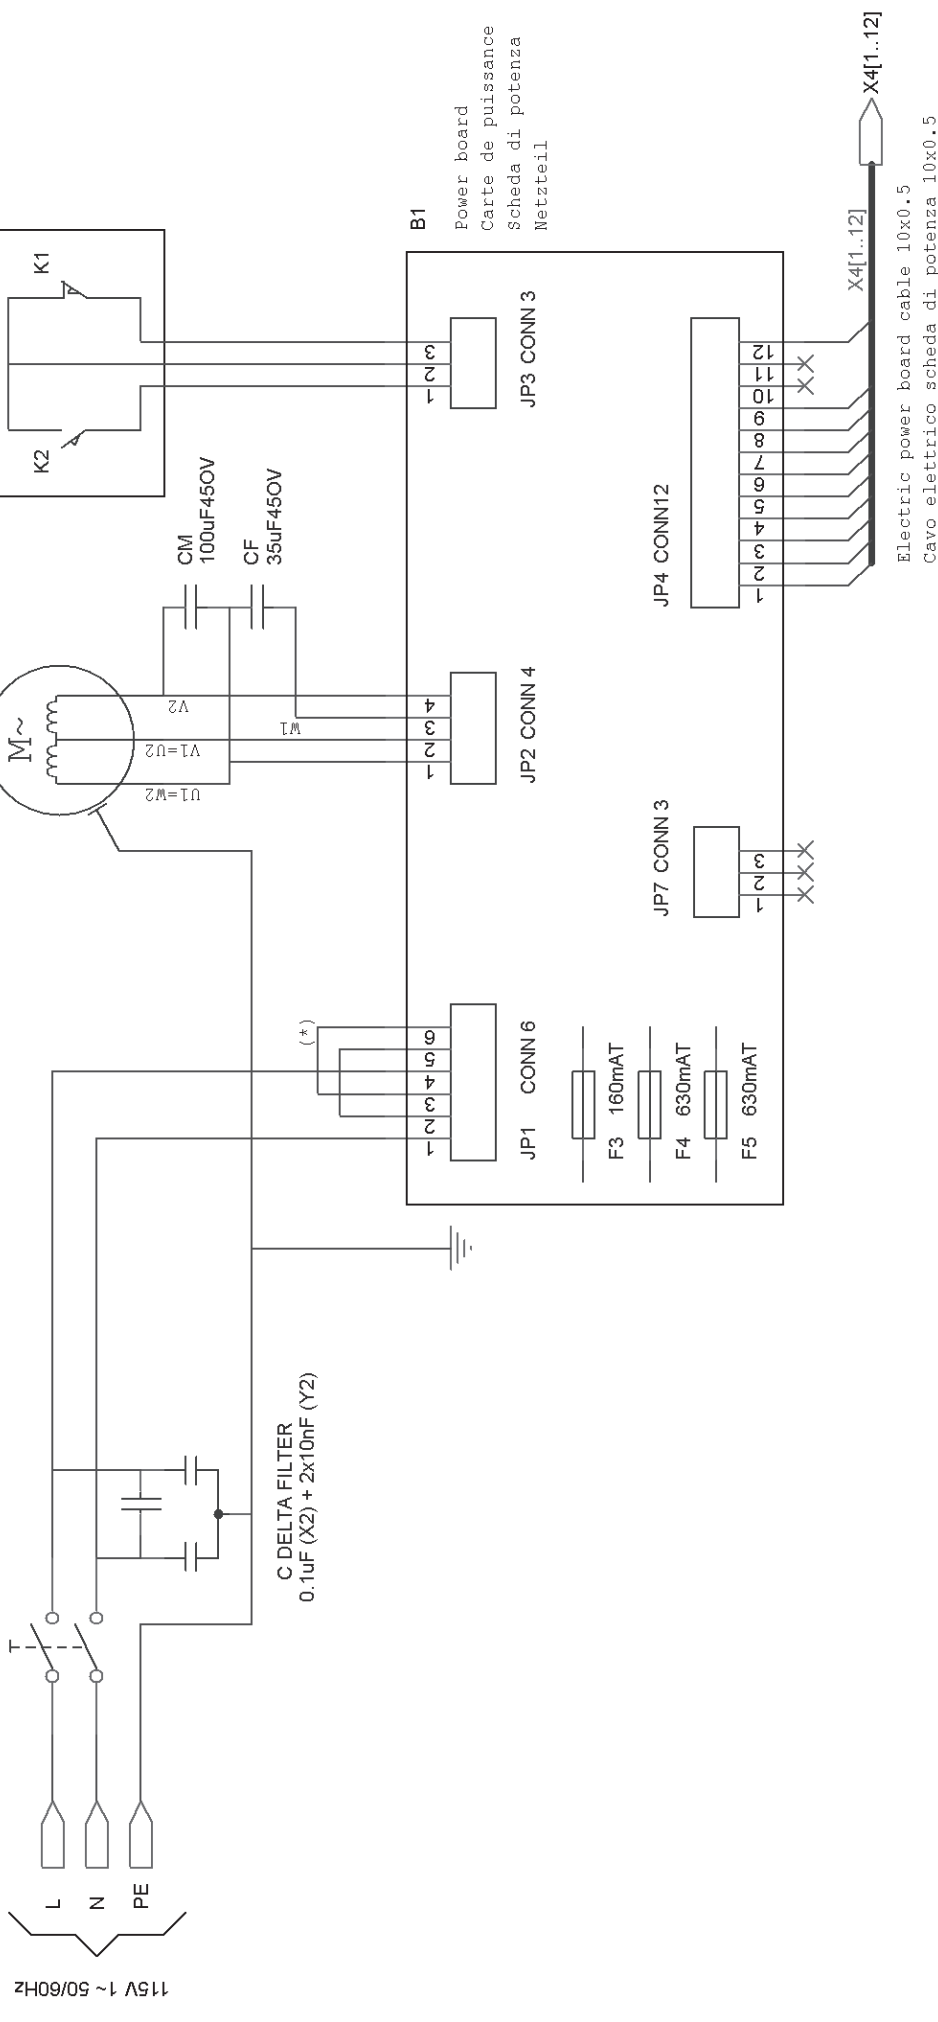 115V 1 ~ 50/60Hz
L
N
PE
T
C DELTA FILTER
0.1uF (X2) + 2x10nF (Y2)
M~
U1=W2
V1=U2
V2
W1
CM
100uF450V
CF
35uF450V
K2
K1
(*)
B1
Power board
Carte de puissance
Scheda di potenza
Netzteil
1
2
3
4
5
6
JP1 CONN 6
1
2
3
4
JP2 CONN 4
1
2
3
JP3 CONN 3
F3 160mAT
F4 630mAT
F5 630mAT
JP7 CONN 3
1
2
3
JP4 CONN12
1
2
3
4
5
6
7
8
9
10
11
12
X4[1..12]
X4[1..12]
Electric power board cable 10x0.5
Cavo elettrico scheda di potenza 10x0.5